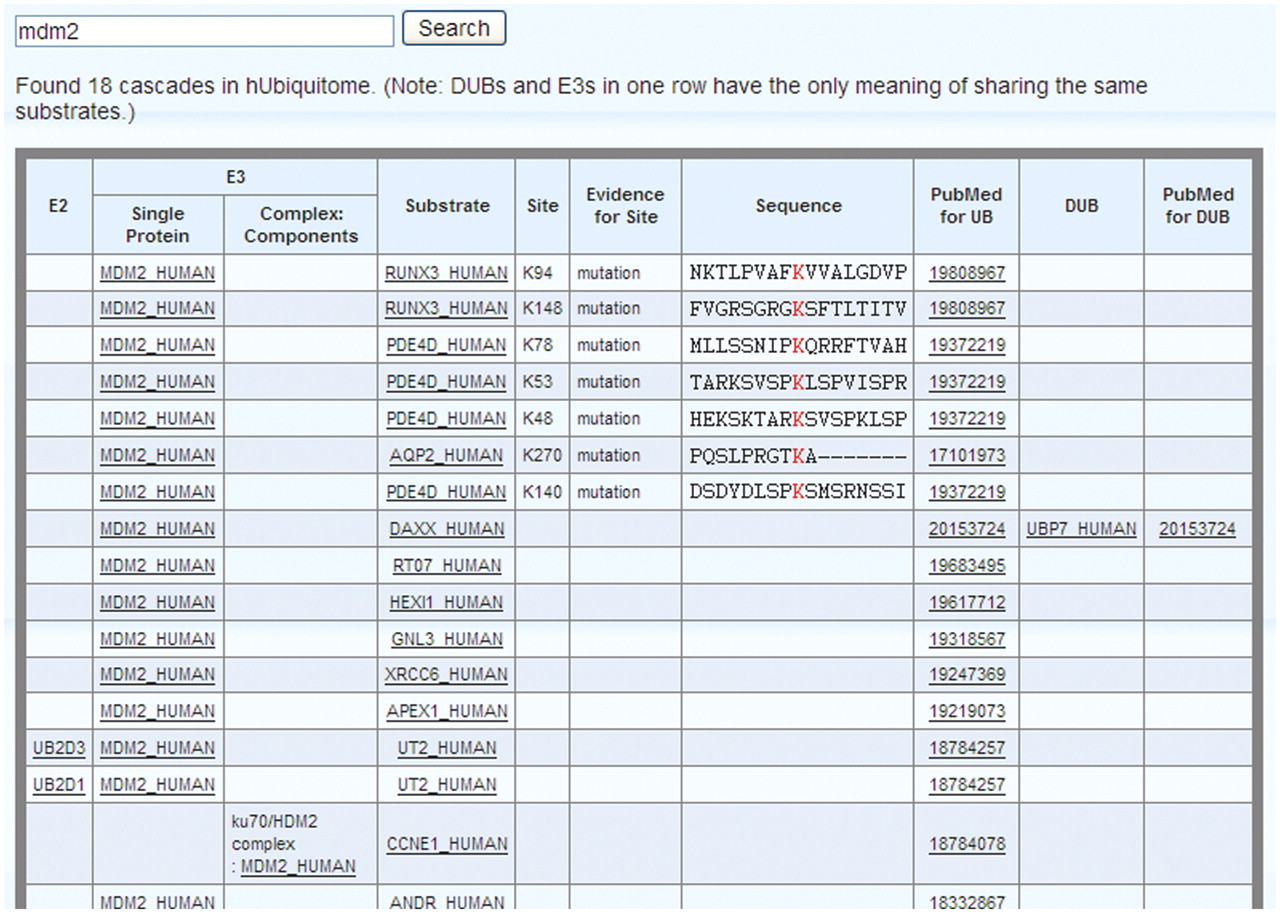 mdm2 Search
Found 18 cascades in hUbiquitome. (Note: DUBs and E3s in one row have the only meaning of sharing the same
substrates.)
E2 E3 Substrate Site Evidence for Site Sequence PubMed for UB DUB PubMed for DUB
Single Protein Complex: Components
MDM2_HUMAN RUNX3_HUMAN K94 mutation NKTLPVAFKVVALGDVP 19808967
MDM2_HUMAN RUNX3_HUMAN K148 mutation FVGRSGRGKSFTLTITV 19808967
MDM2_HUMAN PDE4D_HUMAN K78 mutation MLLSSNIPKQRRFTVAH 19372219
MDM2_HUMAN PDE4D_HUMAN K53 mutation TARKSVSPKLSPVISPR 19372219
MDM2_HUMAN PDE4D_HUMAN K48 mutation HEKSKTARKSVSPKLSP 19372219
MDM2_HUMAN AQP2_HUMAN K270 mutation PQSLPRGTKA------- 17101973
MDM2_HUMAN PDE4D_HUMAN K140 mutation DSDYDLSPKSMSRNSSI 19372219
MDM2_HUMAN DAXX_HUMAN 20153724 UBP7_HUMAN 20153724
MDM2_HUMAN RT07_HUMAN 19683495
MDM2_HUMAN HEXI1_HUMAN 19617712
MDM2_HUMAN GNL3_HUMAN 19318567
MDM2_HUMAN XRCC6_HUMAN 19247369
MDM2_HUMAN APEX1_HUMAN 19219073
UB2D3 MDM2_HUMAN UT2_HUMAN 18784257
UB2D1 MDM2_HUMAN UT2_HUMAN 18784257
ku70/HDM2
complex CCNE1_HUMAN 18784078
: MDM2_HUMAN
MDM2_HUMAN ANDR_HUMAN 18332867